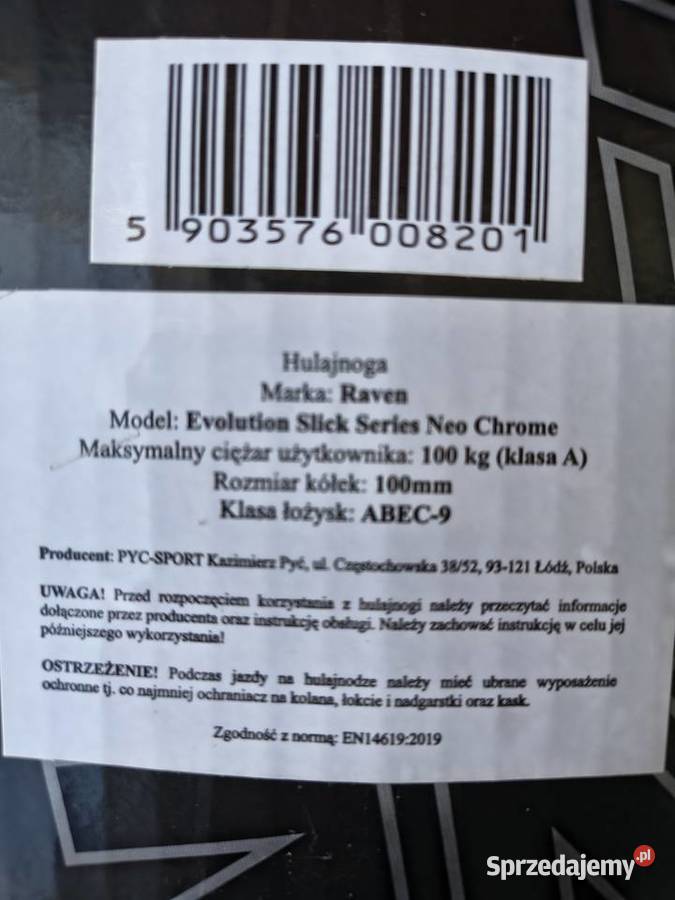 5 903576 008201
Hulajnoga
Marka: Raven
Model: Evolution Slick Series Neo Chrome
Maksymalny ciężar użytkownika: 100 kg (klasa A)
Rozmiar kółek: 100mm
Klasa łożysk: ABEC-9
Producent: PYC-SPORT Kazimierz Pyć, ul. Częstochowska 38/52, 93-121 Łódź, Polska
UWAGA! Przed rozpoczęciem korzystania z hulajnogi należy przeczytać informacje
dołączone przez producenta oraz instrukcję obsługi. Należy zachować instrukcję w celu jej
późniejszego wykorzystania!
OSTRZEŻENIE! Podczas jazdy na hulajnodze należy mieć ubrane wyposażenie
ochronne tj. co najmniej ochraniacz na kolana, łokcie i nadgarstki oraz kask.
Zgodność z normą: EN14619:2019
Sprzedajemy.pl